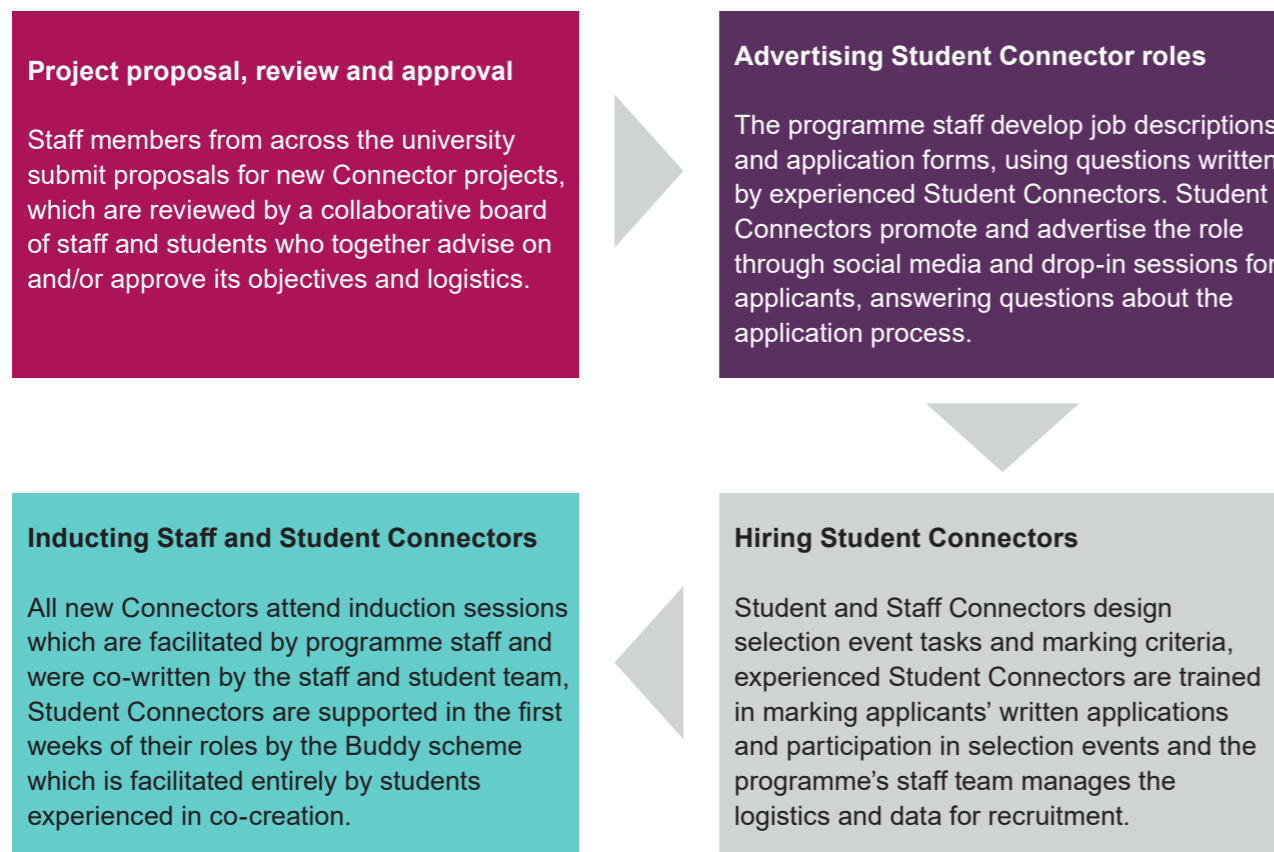 Project proposal, review and approval
Staff members from across the university
submit proposals for new Connector projects,
which are reviewed by a collaborative board
of staff and students who together advise on
and/or approve its objectives and logistics.
Advertising Student Connector roles
The programme staff develop job descriptions
and application forms, using questions written
by experienced Student Connectors. Student
Connectors promote and advertise the role
through social media and drop-in sessions for
applicants, answering questions about the
application process.
Hiring Student Connectors
Student and Staff Connectors design
selection event tasks and marking criteria,
experienced Student Connectors are trained
in marking applicants’ written applications
and participation in selection events and the
programme’s staff team manages the
logistics and data for recruitment.
Inducting Staff and Student Connectors
All new Connectors attend induction sessions
which are facilitated by programme staff and
were co-written by the staff and student team,
Student Connectors are supported in the first
weeks of their roles by the Buddy scheme
which is facilitated entirely by students
experienced in co-creation.